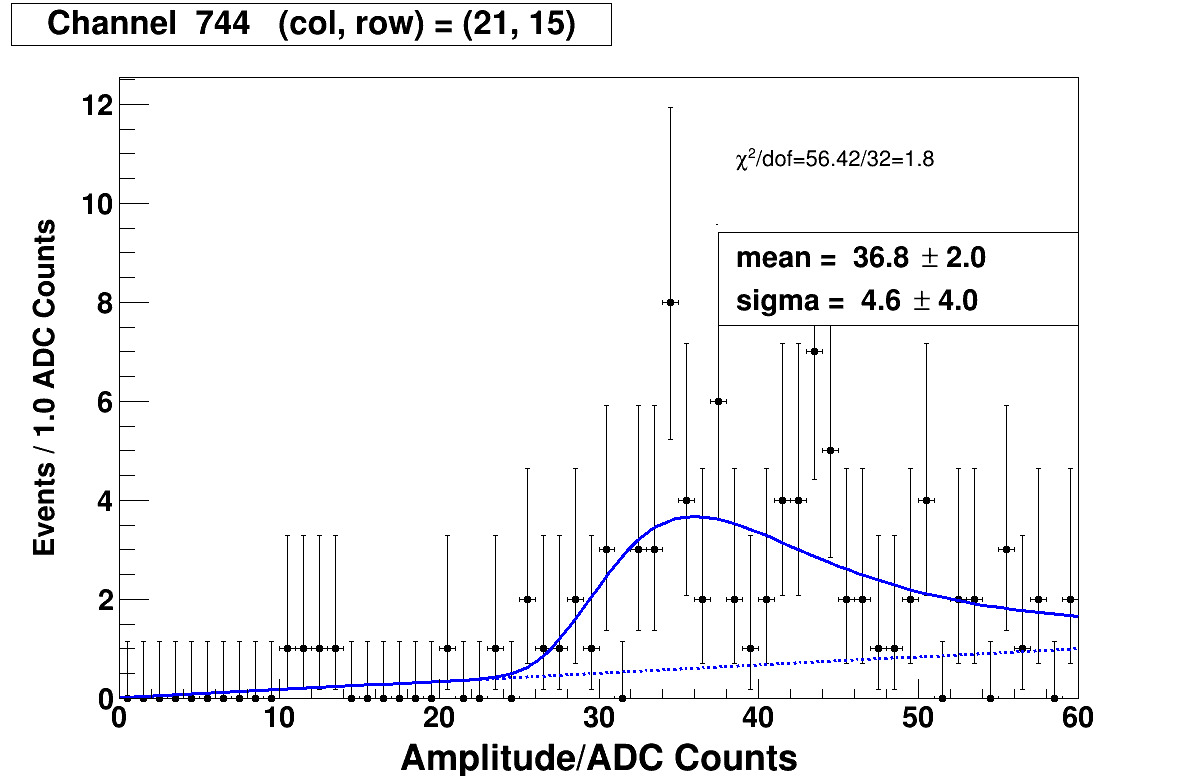 Channel 744 (col, row) = (21, 15)
χ²/dof=56.42/32=1.8
mean = 36.8 ± 2.0
sigma = 4.6 ± 4.0
Events / 1.0 ADC Counts
12
10
8
6
4
2
0
0 10 20 30 40 50 60
Amplitude/ADC Counts